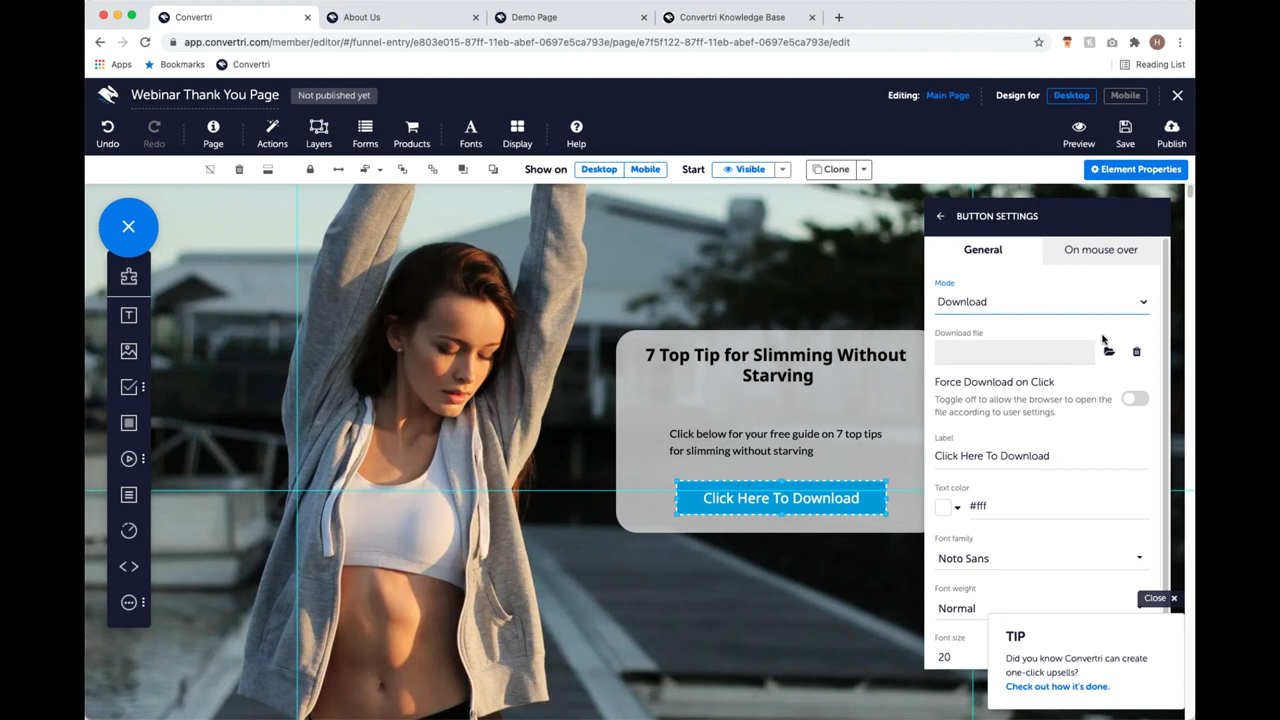 Convertri
About Us
Demo Page
Convertri Knowledge Base
app.convertri.com/member/editor/#/funnel-entry/e803e015-87ff-11eb-abef-0697e5ca793e/page/e7f5f122-87ff-11eb-abef-0697e5ca793e/edit
H
Apps
Bookmarks
Convertri
Reading List
Webinar Thank You Page
Not published yet
Editing: Main Page
Design for
Desktop
Mobile
Undo
Redo
Page
Actions
Layers
Forms
Products
Fonts
Display
Help
Preview
Save
Publish
Show on
Desktop
Mobile
Start
Visible
Clone
Element Properties
BUTTON SETTINGS
General
On mouse over
Mode
Download
Download file
Force Download on Click
Toggle off to allow the browser to open the
file according to user settings.
Label
Click Here To Download
Text color
#fff
Font family
Noto Sans
Font weight
Normal
Font size
20
7 Top Tip for Slimming Without
Starving
Click below for your free guide on 7 top tips
for slimming without starving
Click Here To Download
Close
TIP
Did you know Convertri can create
one-click upsells?
Check out how it's done.